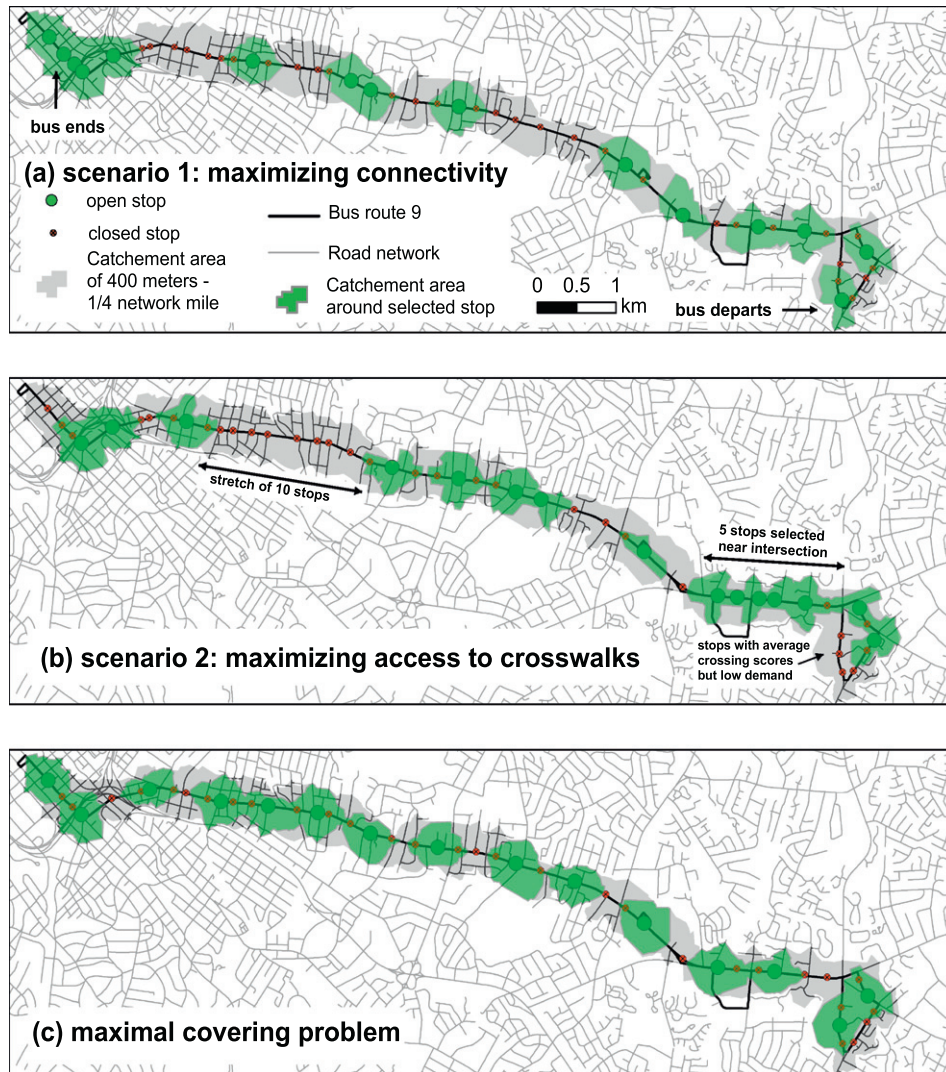 bus ends
(a) scenario 1: maximizing connectivity
open stop
closed stop
Catchement area
of 400 meters -
1/4 network mile
Bus route 9
Road network
Catchement area
around selected stop
0 0.5 1
km
bus departs
stretch of 10 stops
5 stops selected
near intersection
(b) scenario 2: maximizing access to crosswalks
stops with average
crossing scores
but low demand
(c) maximal covering problem